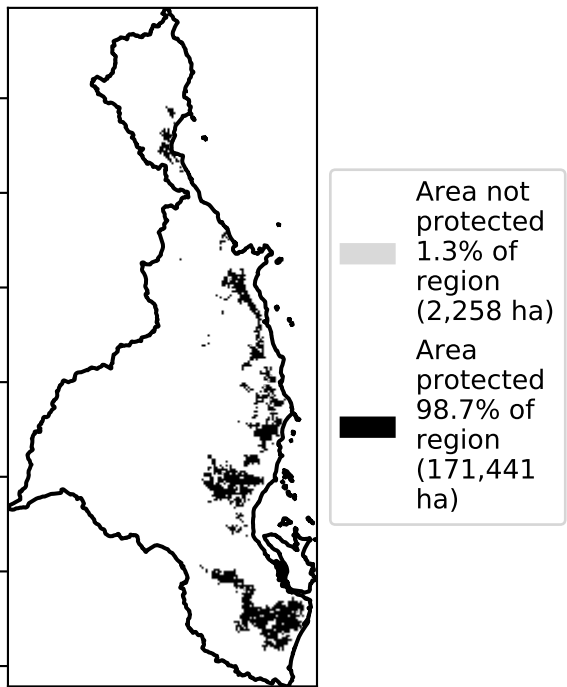 Area not
protected
1.3% of
region
(2,258 ha)
Area
protected
98.7% of
region
(171,441
ha)